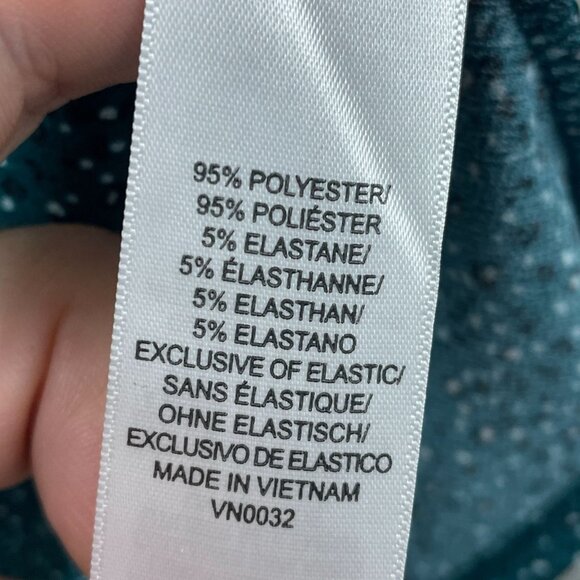 95% POLYESTER/
95% POLIÉSTER
5% ELASTANE/
5% ÉLASTHANNE/
5% ELASTHAN/
5% ELASTANO
EXCLUSIVE OF ELASTIC/
SANS ÉLASTIQUE/
OHNE ELASTISCH/
EXCLUSIVO DE ELASTICO
MADE IN VIETNAM
VN0032